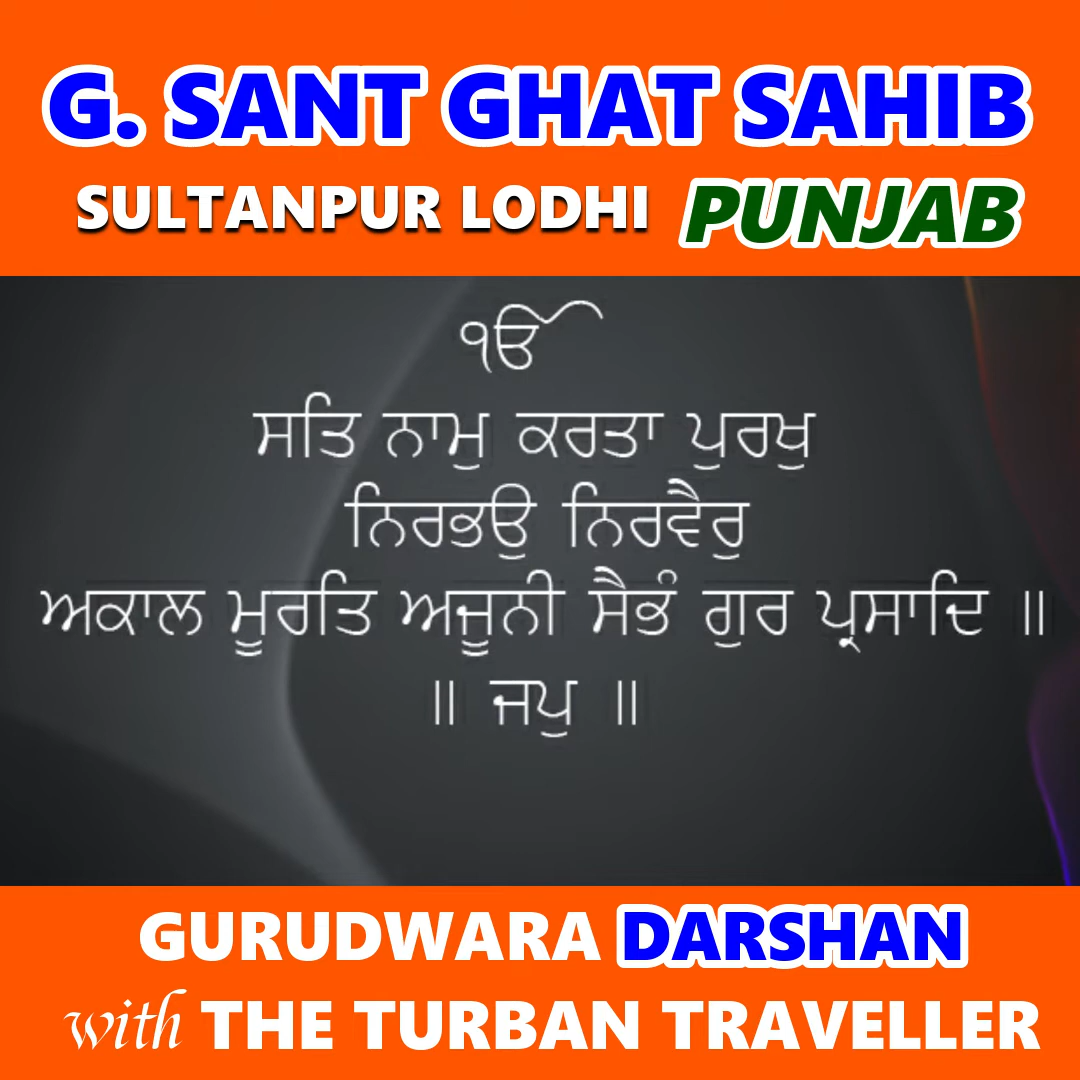 G. SANT GHAT SAHIB
SULTANPUR LODHI PUNJAB
ੴ
ਸਤਿ ਨਾਮੁ ਕਰਤਾ ਪੁਰਖੁ
ਨਿਰਭਉ ਨਿਰਵੈਰੁ
ਅਕਾਲ ਮੂਰਤਿ ਅਜੂਨੀ ਸੈਭੰ ਗੁਰ ਪ੍ਰਸਾਦਿ ॥
॥ ਜਪੁ ॥
GURUDWARA DARSHAN
with THE TURBAN TRAVELLER